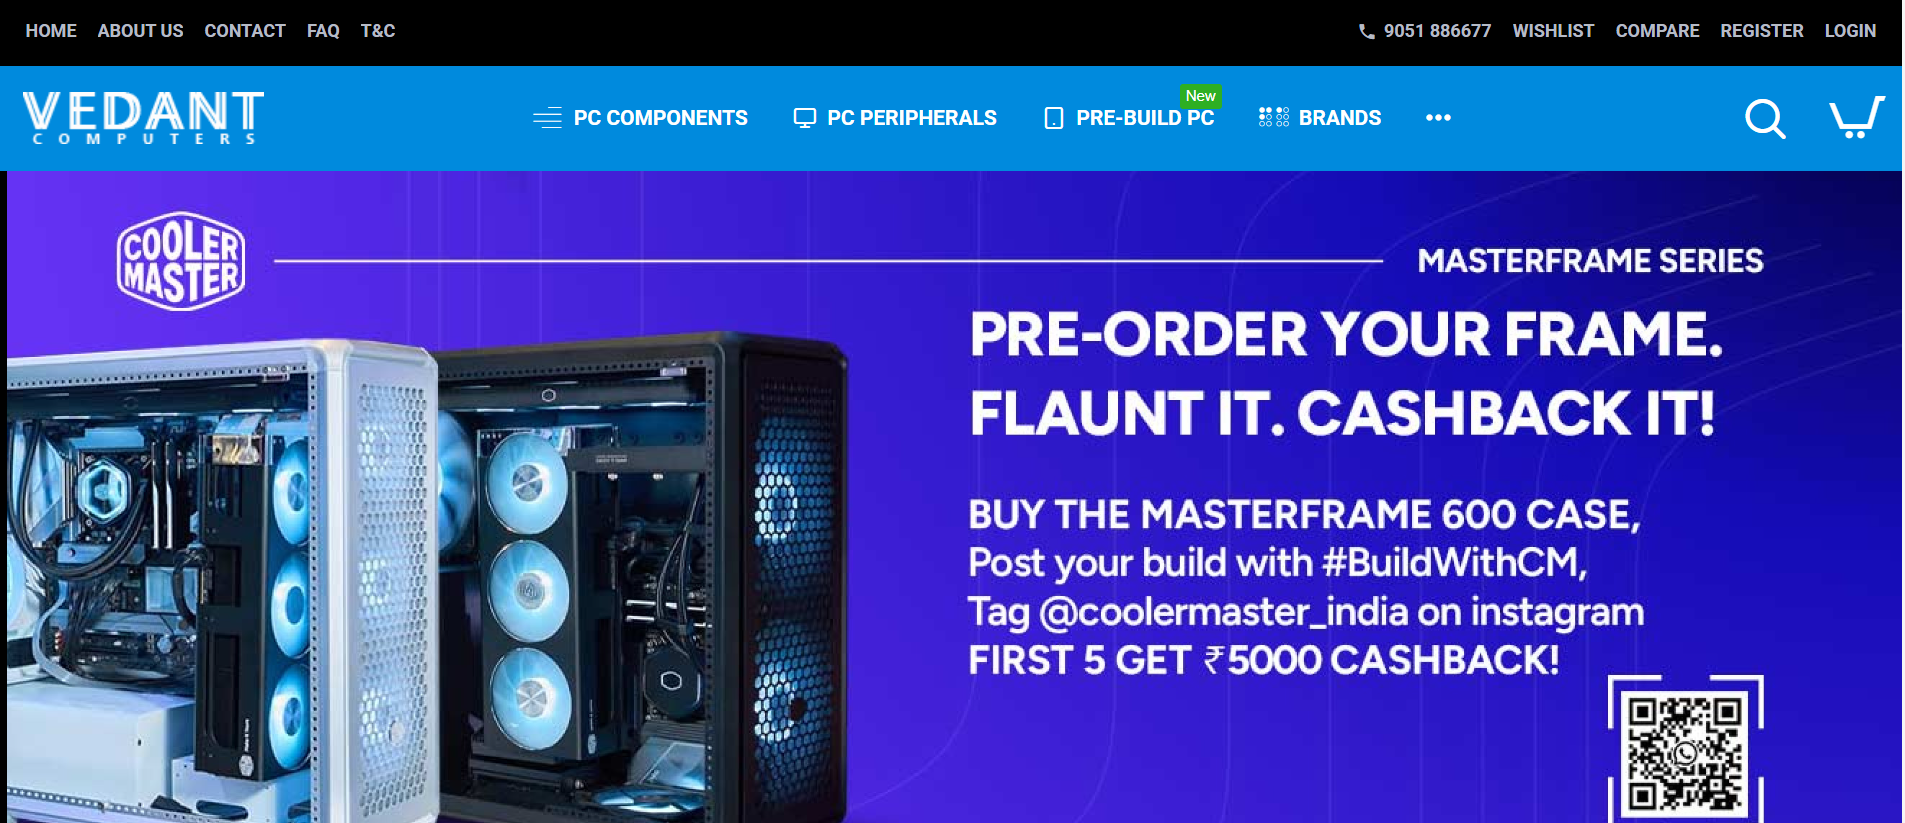 HOME ABOUT US CONTACT FAQ T&C
9051 886677 WISHLIST COMPARE REGISTER LOGIN
VEDANT
COMPUTERS
PC COMPONENTS PC PERIPHERALS PRE-BUILD PC New BRANDS
COOLER
MASTER
MASTERFRAME SERIES
PRE-ORDER YOUR FRAME.
FLAUNT IT. CASHBACK IT!
BUY THE MASTERFRAME 600 CASE,
Post your build with #BuildWithCM,
Tag @coolermaster_india on instagram
FIRST 5 GET ₹5000 CASHBACK!